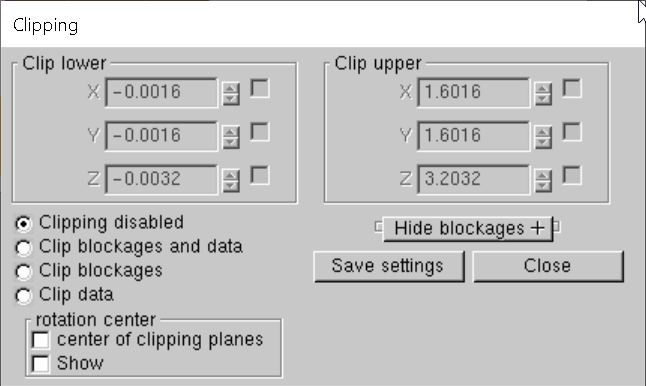 Clipping
Clip lower
X -0.0016
Y -0.0016
Z -0.0032
Clip upper
X 1.6016
Y 1.6016
Z 3.2032
Clipping disabled
Clip blockages and data
Clip blockages
Clip data
rotation center
center of clipping planes
Show
Hide blockages +
Save settings
Close